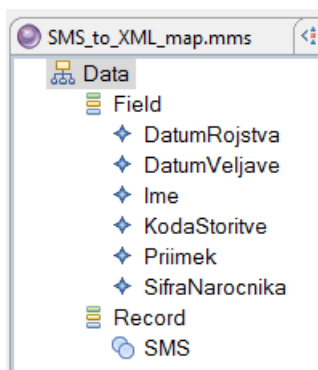 SMS_to_XML_map.mms
Data
Field
DatumRojstva
DatumVeljave
Ime
KodaStoritve
Priimek
SifraNarocnika
Record
SMS